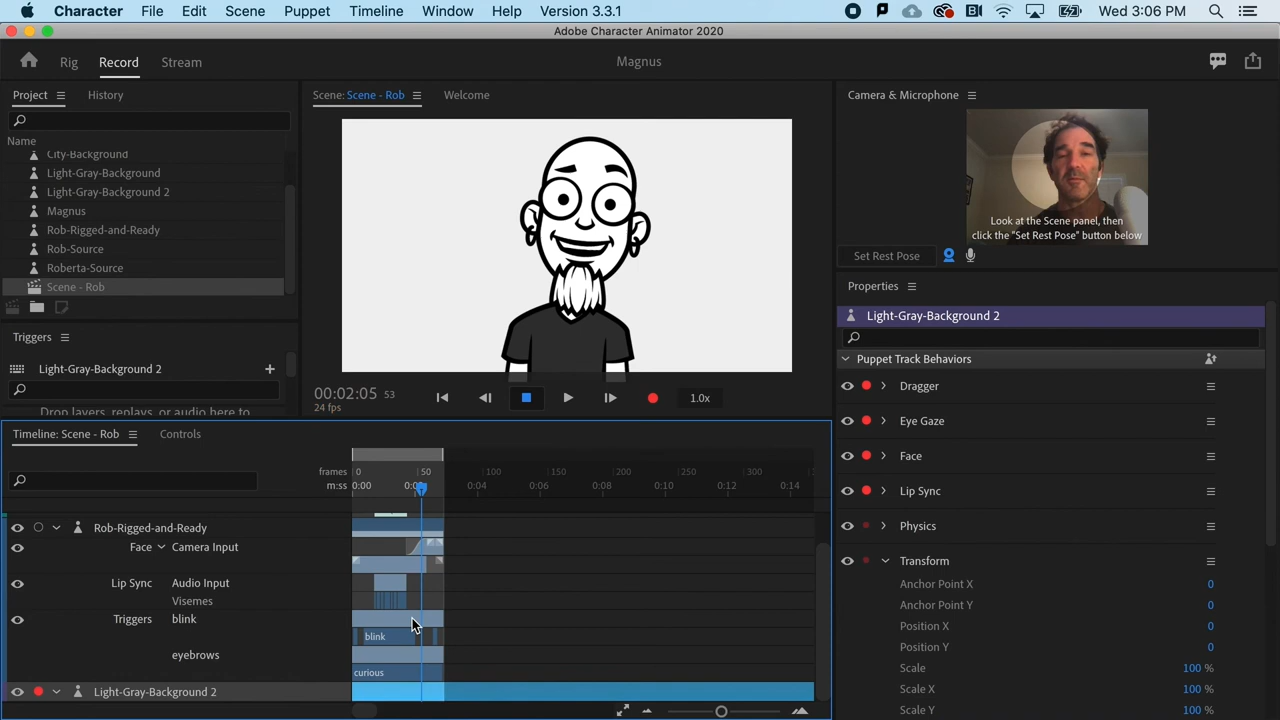 Character File Edit Scene Puppet Timeline Window Help Version 3.3.1 Wed 3:06 PM
Adobe Character Animator 2020
Rig Record Stream Magnus
Project History
Name
City-Background
Light-Gray-Background
Light-Gray-Background 2
Magnus
Rob-Rigged-and-Ready
Rob-Source
Roberta-Source
Scene - Rob
Triggers
Light-Gray-Background 2
Drop layers, replays, or audio here to
Scene: Scene - Rob Welcome
00:02:05 53
24 fps
1.0x
Camera & Microphone
Look at the Scene panel, then
click the "Set Rest Pose" button below
Set Rest Pose
Properties
Light-Gray-Background 2
Puppet Track Behaviors
Dragger
Eye Gaze
Face
Lip Sync
Physics
Transform
Anchor Point X 0
Anchor Point Y 0
Position X 0
Position Y 0
Scale 100 %
Scale X 100 %
Scale Y 100 %
Timeline: Scene - Rob Controls
frames 0 50 100 150 200 250 300
m:ss 0:00 0:04 0:06 0:08 0:10 0:12 0:14
Rob-Rigged-and-Ready
Face Camera Input
Lip Sync Audio Input
Visemes
Triggers blink
blink
eyebrows
curious
Light-Gray-Background 2